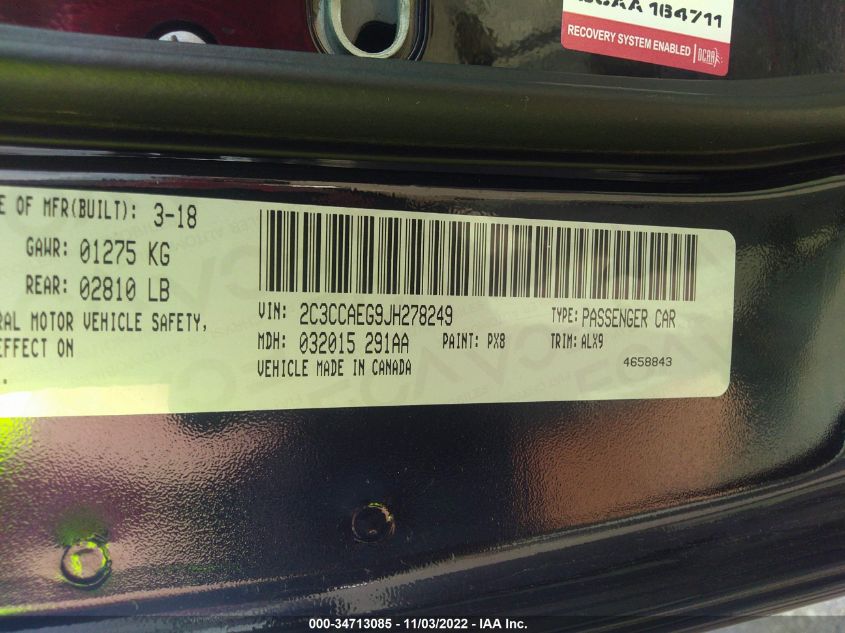 AA 184711
RECOVERY SYSTEM ENABLED
E OF MFR(BUILT): 3-18
GAWR: 01275 KG
REAR: 02810 LB
RAL MOTOR VEHICLE SAFETY,
EFFECT ON
VIN: 2C3CCAEG9JH278249
TYPE: PASSENGER CAR
MDH: 032015 291AA
PAINT: PX8
TRIM: ALX9
VEHICLE MADE IN CANADA
4658843
000-34713085 - 11/03/2022 - IAA Inc.